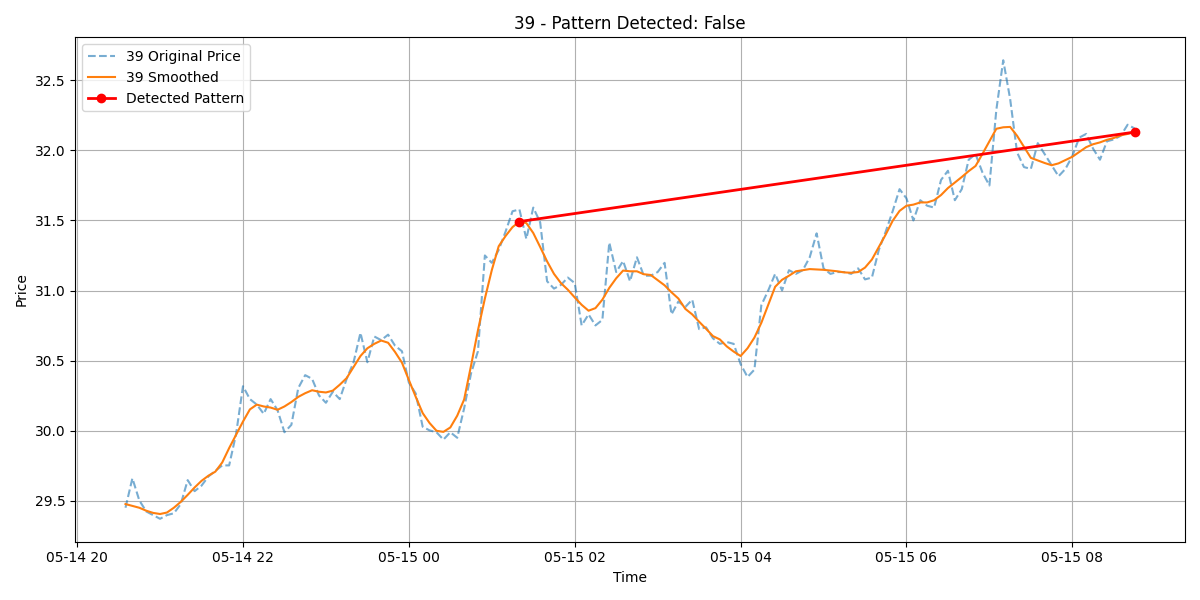 39 - Pattern Detected: False
39 Original Price
39 Smoothed
Detected Pattern
Price
32.5
32.0
31.5
31.0
30.5
30.0
29.5
05-14 20 05-14 22 05-15 00 05-15 02 05-15 04 05-15 06 05-15 08
Time